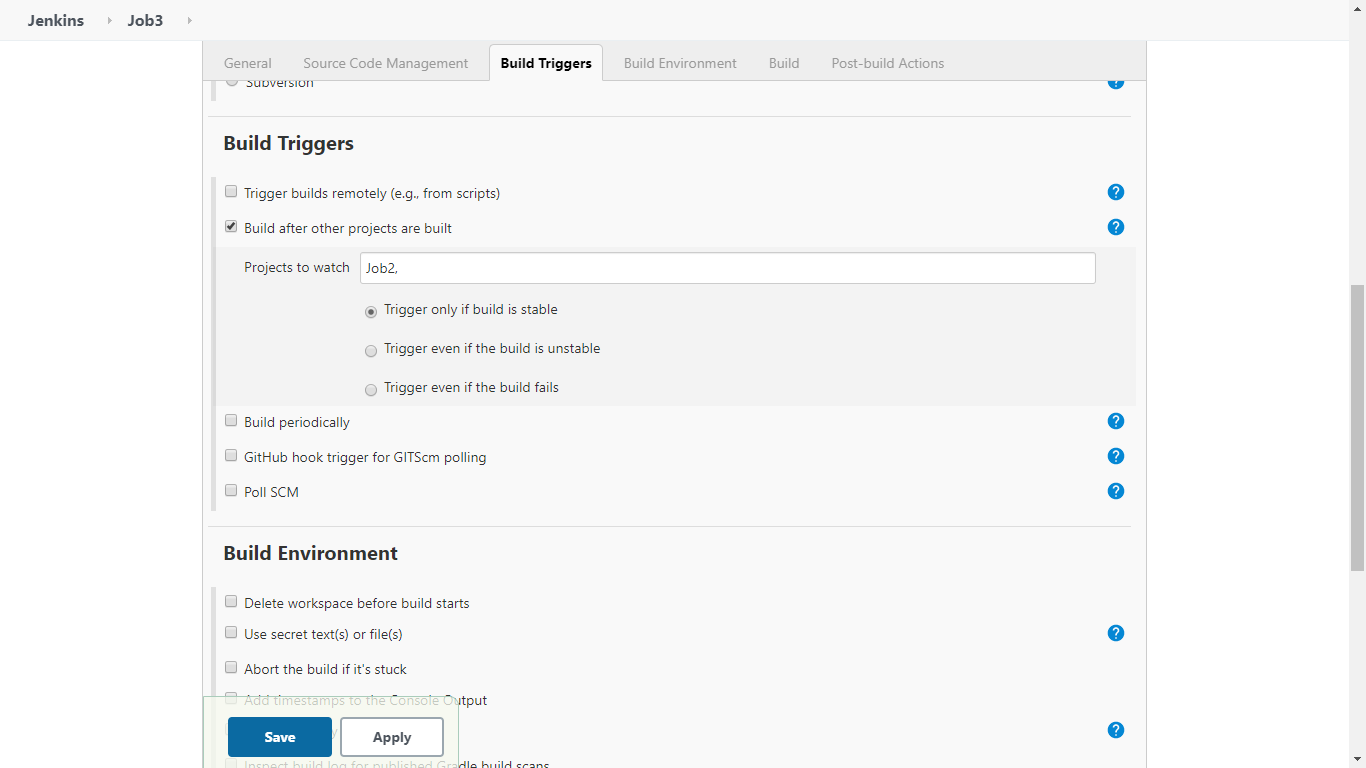 Jenkins Job3
General Source Code Management Build Triggers Build Environment Build Post-build Actions
Subversion
Build Triggers
Trigger builds remotely (e.g., from scripts)
Build after other projects are built
Projects to watch Job2,
Trigger only if build is stable
Trigger even if the build is unstable
Trigger even if the build fails
Build periodically
GitHub hook trigger for GITScm polling
Poll SCM
Build Environment
Delete workspace before build starts
Use secret text(s) or file(s)
Abort the build if it's stuck
Add timestamps to the Console Output
Save Apply
Inspect build log for published Gradle build scans